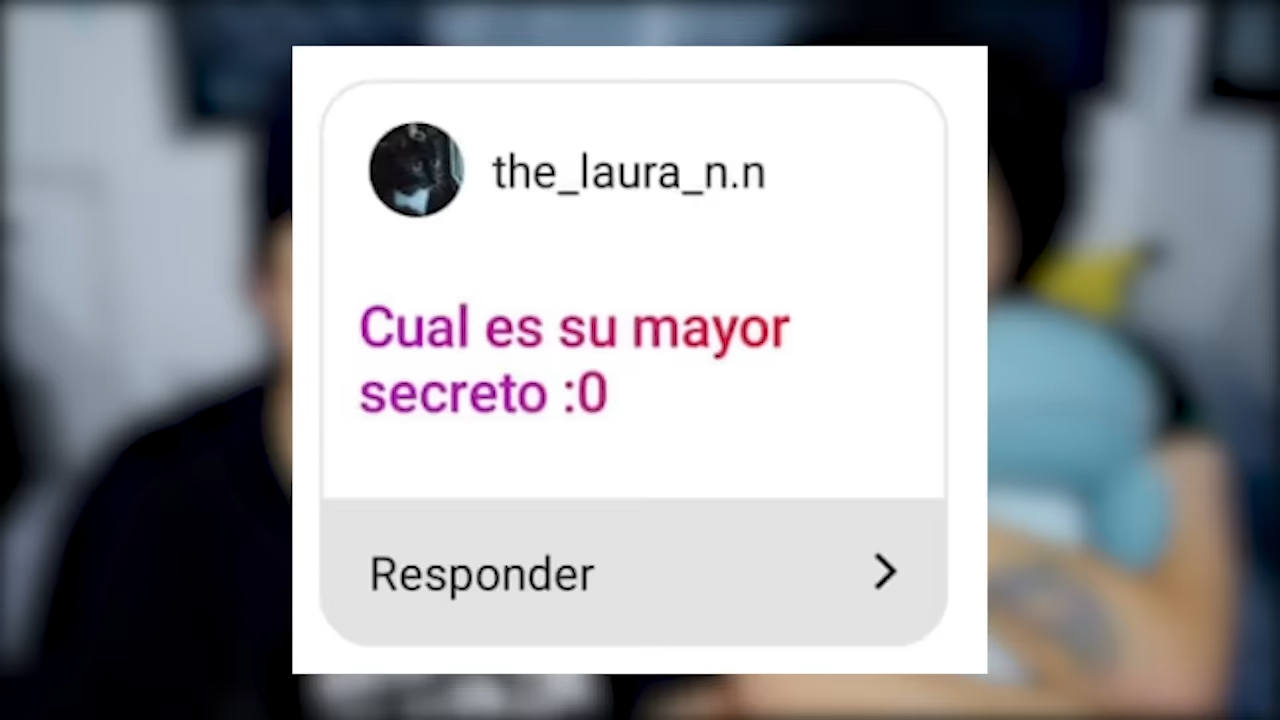 the_laura_n.n
Cual es su mayor
secreto :0
Responder